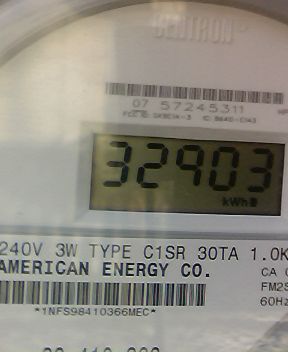 CENTRON®
07 57245311
32903
kWh
240V 3W TYPE C1SR 30TA 1.0K
AMERICAN ENERGY CO.
CA
FM2S
60Hz
*1NFS98410366MEC*